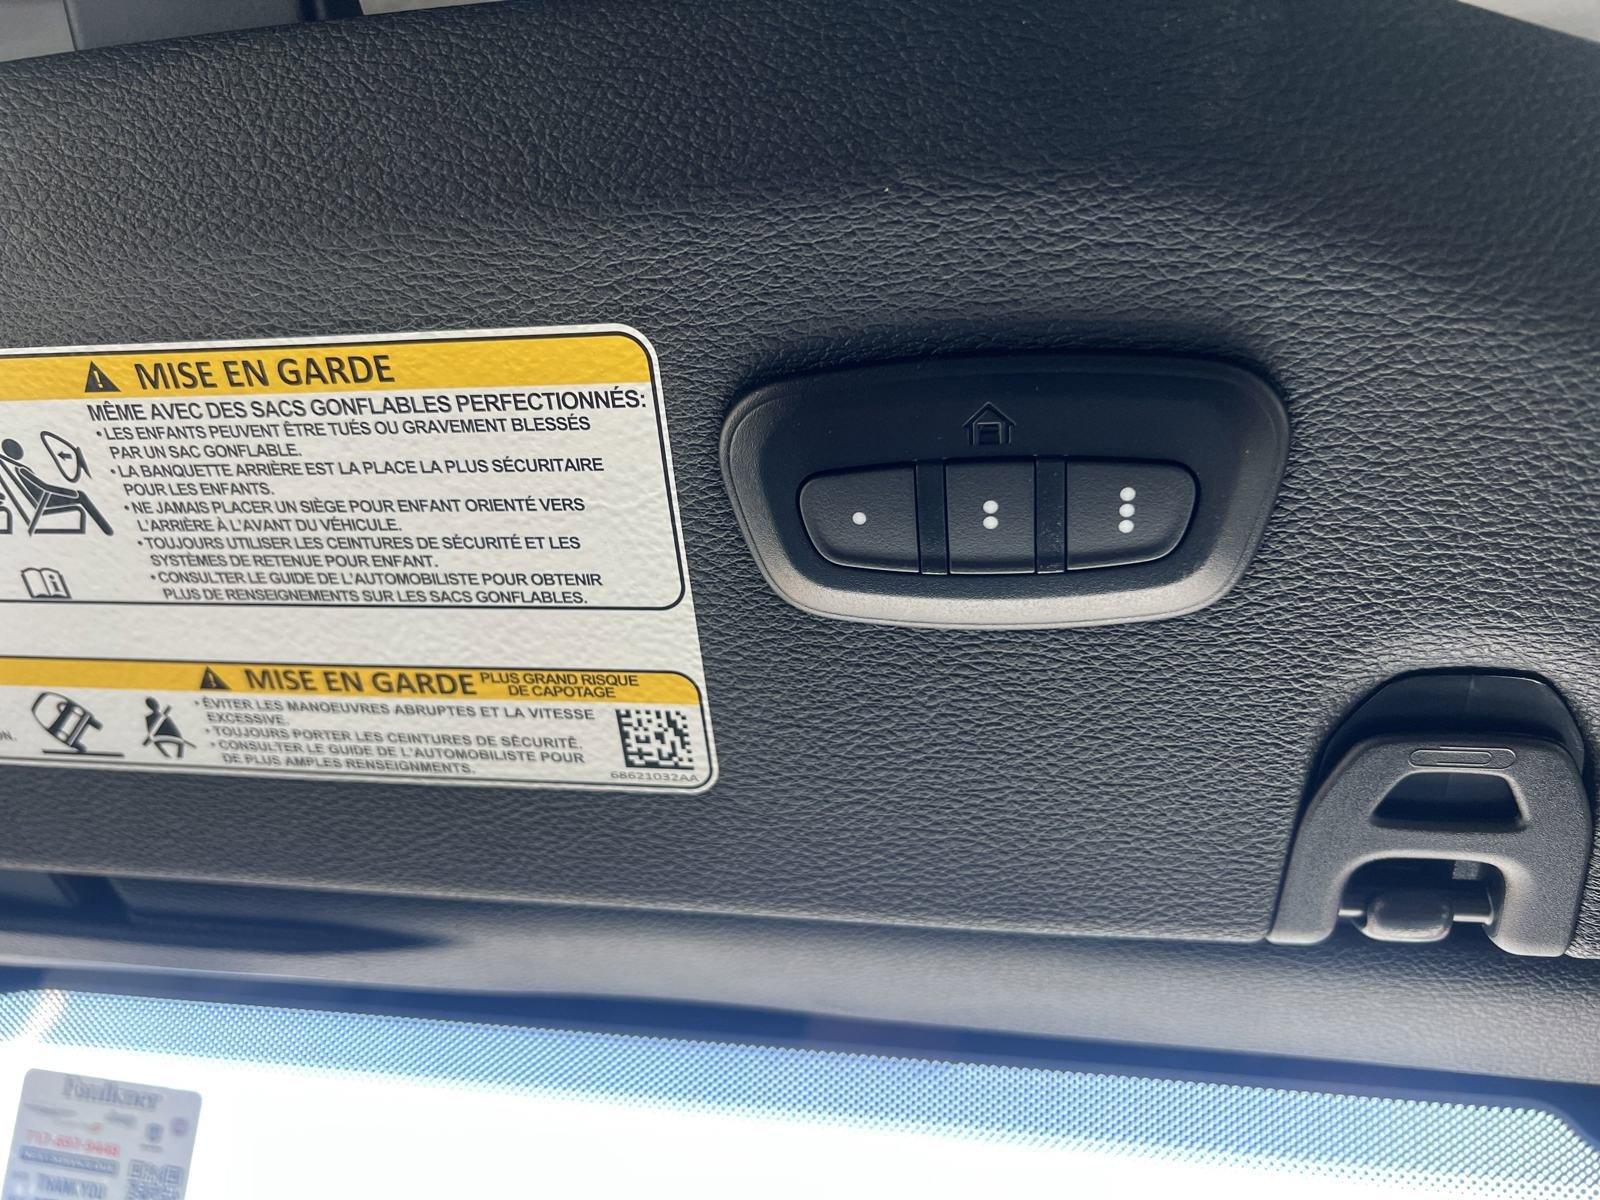 MISE EN GARDE
MÊME AVEC DES SACS GONFLABLES PERFECTIONNÉS:
• LES ENFANTS PEUVENT ÊTRE TUÉS OU GRAVEMENT BLESSÉS
PAR UN SAC GONFLABLE.
• LA BANQUETTE ARRIÈRE EST LA PLACE LA PLUS SÉCURITAIRE
POUR LES ENFANTS.
• NE JAMAIS PLACER UN SIÈGE POUR ENFANT ORIENTÉ VERS
L'ARRIÈRE À L'AVANT DU VÉHICULE.
• TOUJOURS UTILISER LES CEINTURES DE SÉCURITÉ ET LES
SYSTÈMES DE RETENUE POUR ENFANT.
• CONSULTER LE GUIDE DE L'AUTOMOBILISTE POUR OBTENIR
PLUS DE RENSEIGNEMENTS SUR LES SACS GONFLABLES.
MISE EN GARDE PLUS GRAND RISQUE
DE CAPOTAGE
• ÉVITER LES MANOEUVRES ABRUPTES ET LA VITESSE
EXCESSIVE.
• TOUJOURS PORTER LES CEINTURES DE SÉCURITÉ.
• CONSULTER LE GUIDE DE L'AUTOMOBILISTE POUR
DE PLUS AMPLES RENSEIGNMENTS.
68621032AA
THANK YOU